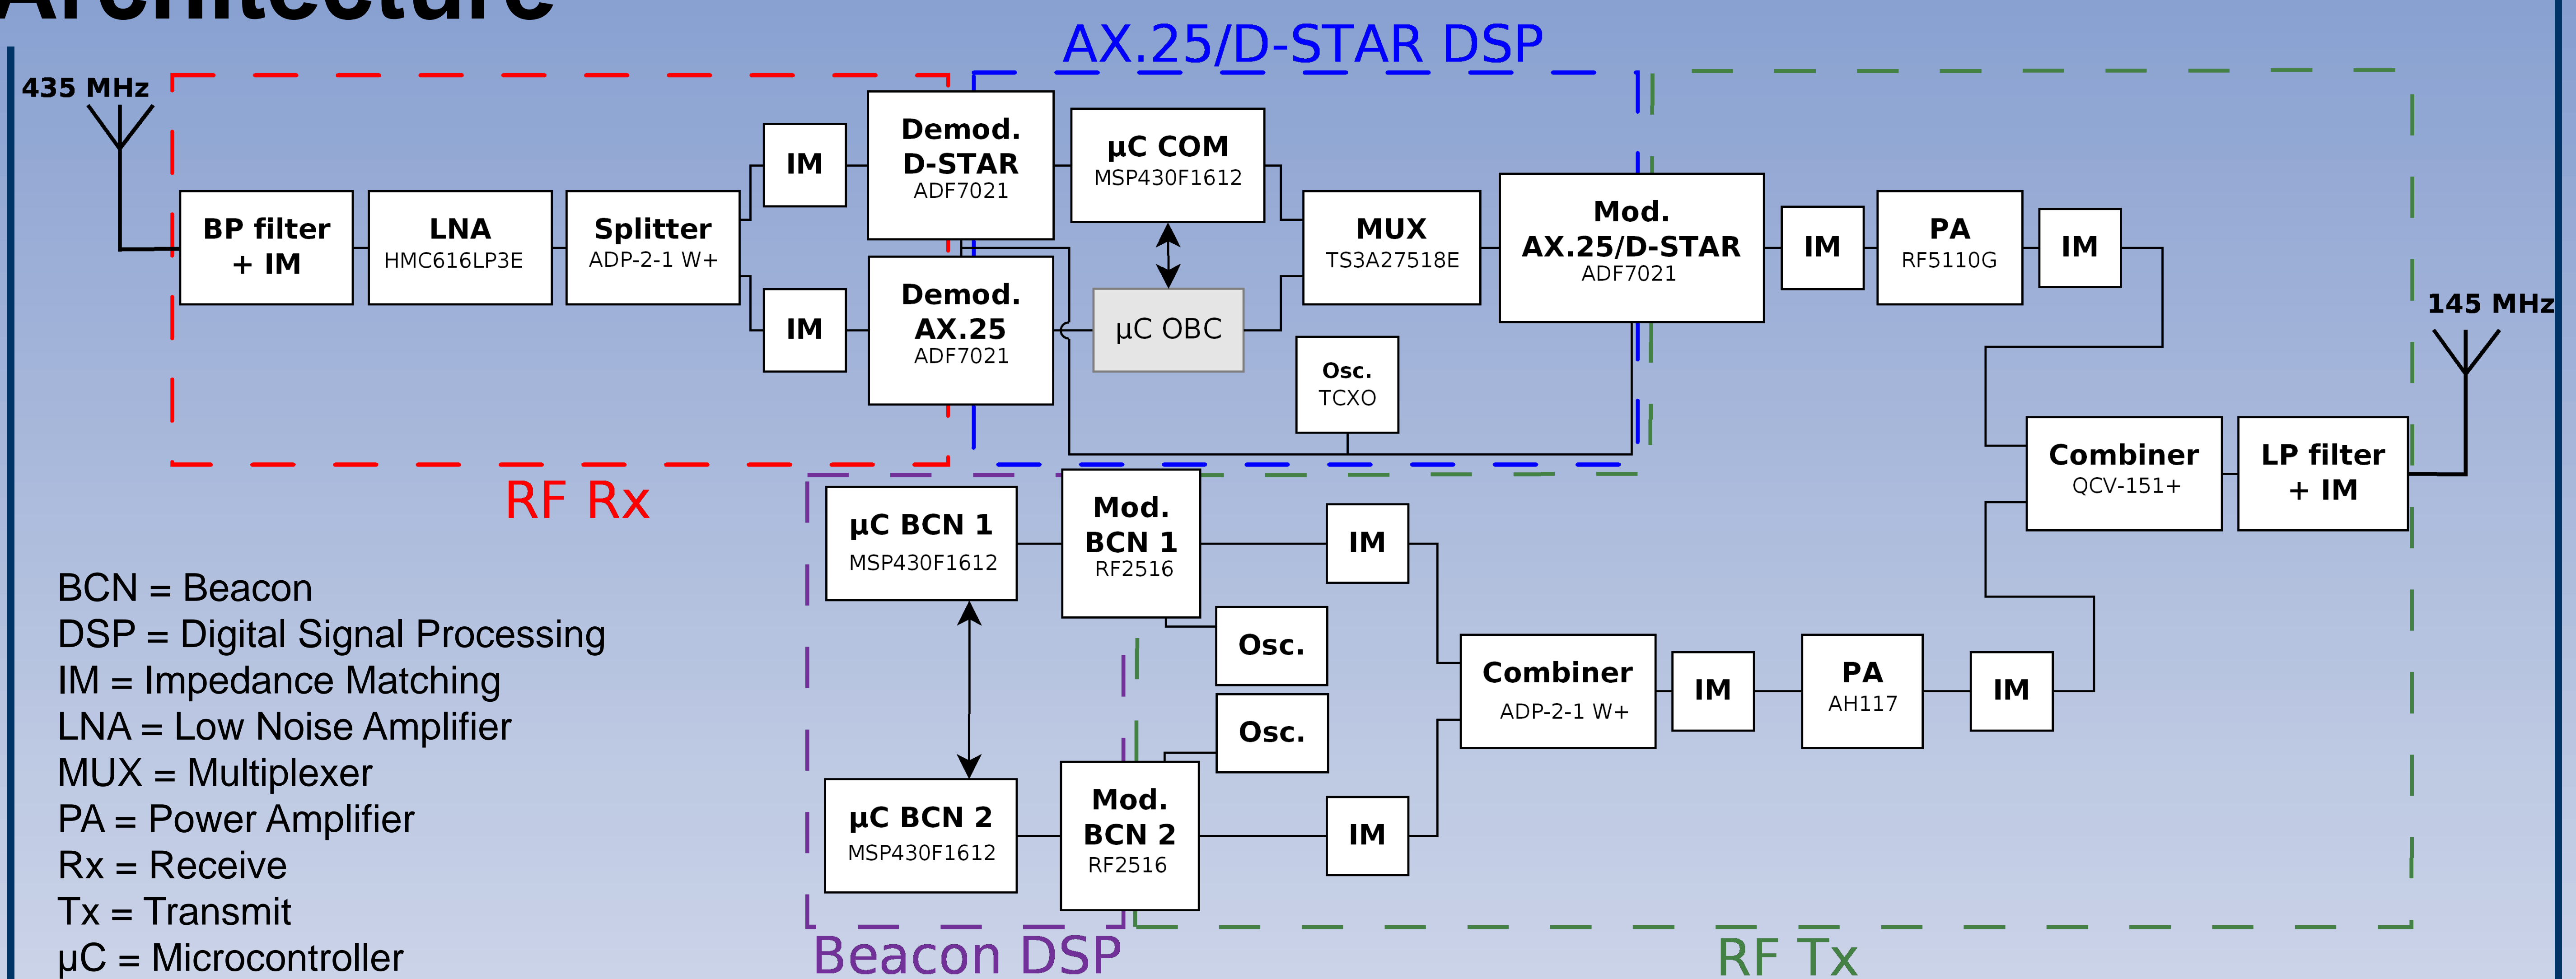 Architecture
AX.25/D-STAR DSP
435 MHz
BP filter
+ IM
LNA
HMC616LP3E
Splitter
ADP-2-1 W+
IM
IM
Demod.
D-STAR
ADF7021
Demod.
AX.25
ADF7021
µC COM
MSP430F1612
µC OBC
MUX
TS3A27518E
Osc.
TCXO
Mod.
AX.25/D-STAR
ADF7021
IM
PA
RF5110G
IM
145 MHz
Combiner
QCV-151+
LP filter
+ IM
RF Rx
µC BCN 1
MSP430F1612
Mod.
BCN 1
RF2516
IM
Osc.
Osc.
Combiner
ADP-2-1 W+
IM
PA
AH117
IM
µC BCN 2
MSP430F1612
Mod.
BCN 2
RF2516
IM
Beacon DSP
RF Tx
BCN = Beacon
DSP = Digital Signal Processing
IM = Impedance Matching
LNA = Low Noise Amplifier
MUX = Multiplexer
PA = Power Amplifier
Rx = Receive
Tx = Transmit
µC = Microcontroller